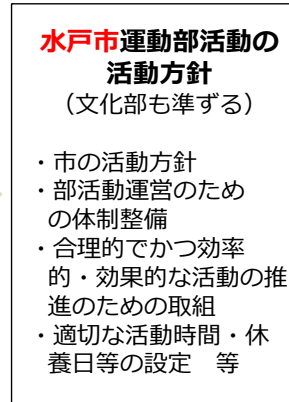 水戸市運動部活動の
活動方針
（文化部も準ずる）
・市の活動方針
・部活動運営のため
の体制整備
・合理的でかつ効率
的・効果的な活動の推
進のための取組
・適切な活動時間・休
養日等の設定　等